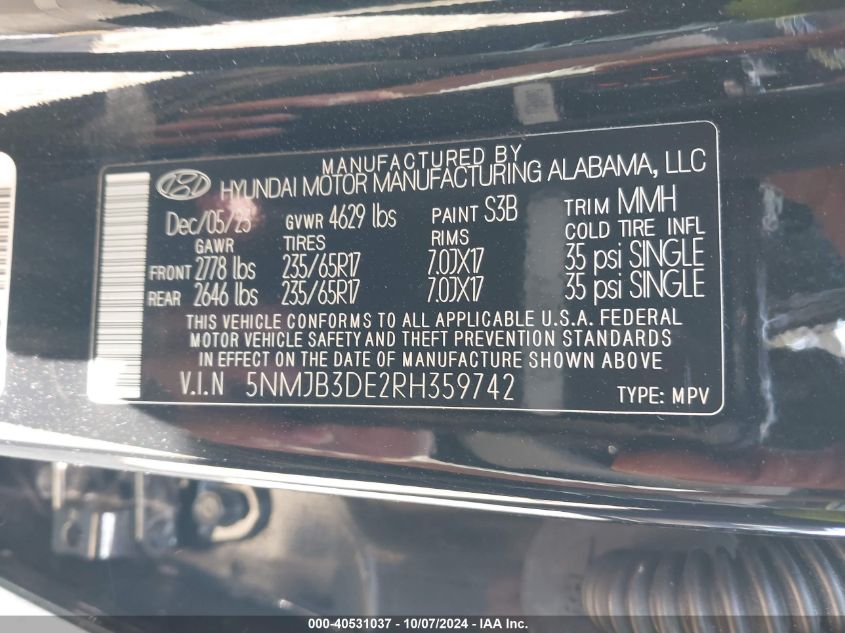 MANUFACTURED BY
HYUNDAI MOTOR MANUFACTURING ALABAMA, LLC
Dec/05/23 GVWR 4629 lbs PAINT S3B TRIM MMH
GAWR TIRES RIMS COLD TIRE INFL
FRONT 2778 lbs 235/65R17 7.0JX17 35 psi SINGLE
REAR 2646 lbs 235/65R17 7.0JX17 35 psi SINGLE
THIS VEHICLE CONFORMS TO ALL APPLICABLE U.S.A. FEDERAL
MOTOR VEHICLE SAFETY AND THEFT PREVENTION STANDARDS
IN EFFECT ON THE DATE OF MANUFACTURE SHOWN ABOVE
V.I.N 5NMJB3DE2RH359742 TYPE: MPV
000-40531037 - 10/07/2024 - IAA Inc.